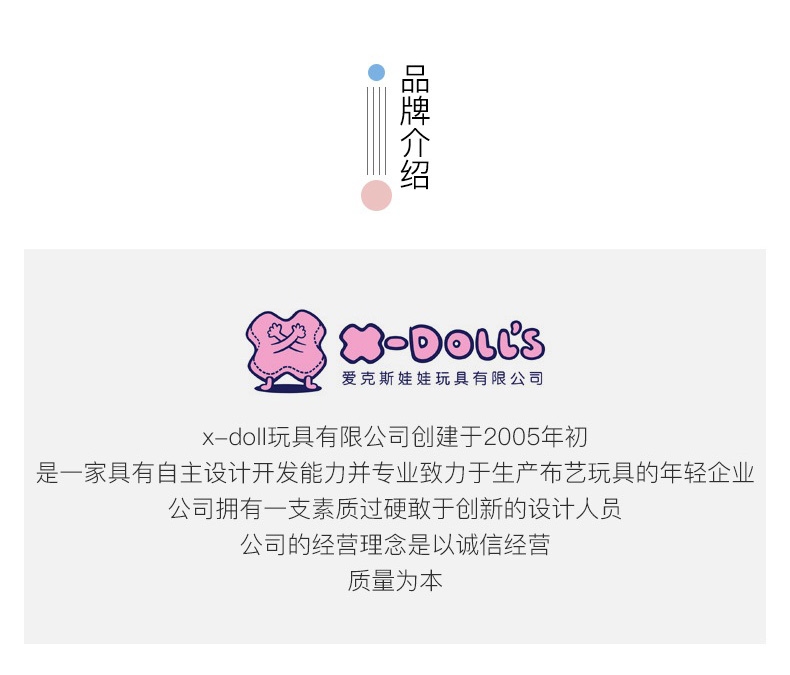 品牌介绍
X-DOLL'S
爱克斯娃娃玩具有限公司
x-doll玩具有限公司创建于2005年初
是一家具有自主设计开发能力并专业致力于生产布艺玩具的年轻企业
公司拥有一支素质过硬敢于创新的设计人员
公司的经营理念是以诚信经营
质量为本